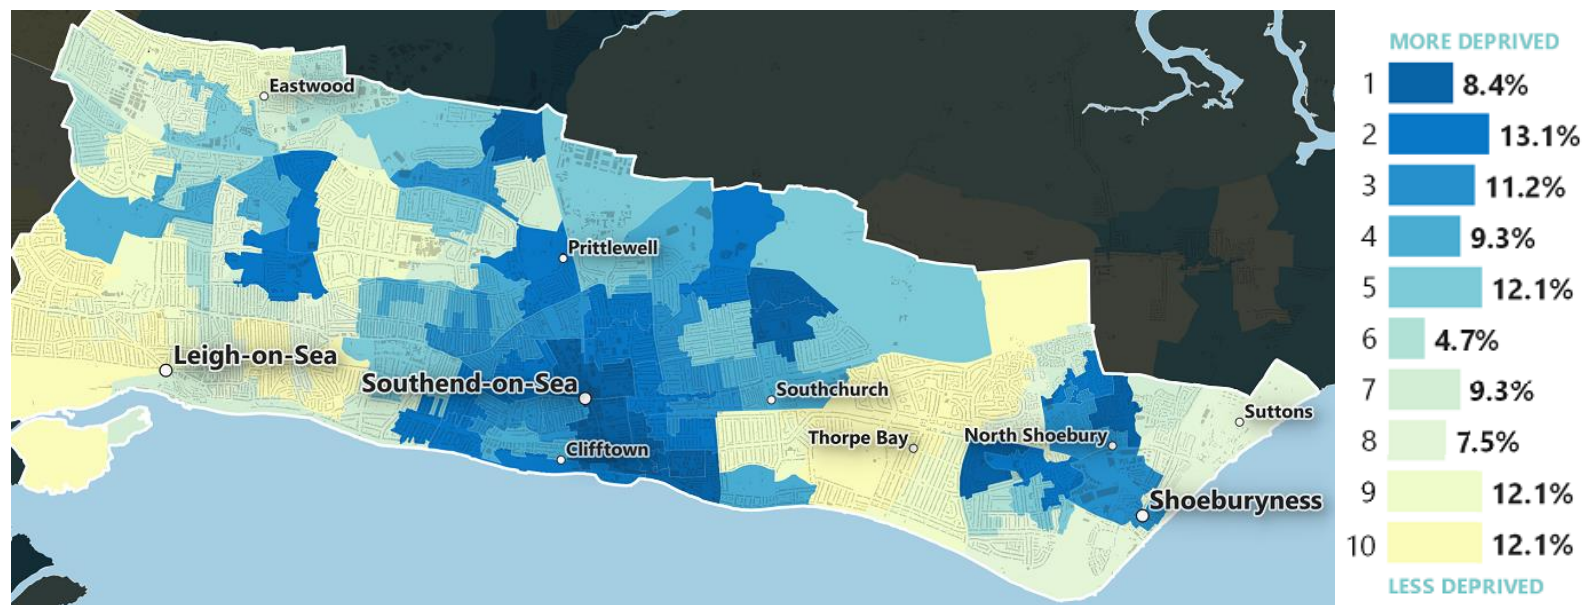 Eastwood
Prittlewell
Leigh-on-Sea
Southend-on-Sea
Southchurch
Clifftown
Thorpe Bay
North Shoebury
Suttons
Shoeburyness
MORE DEPRIVED
1 8.4%
2 13.1%
3 11.2%
4 9.3%
5 12.1%
6 4.7%
7 9.3%
8 7.5%
9 12.1%
10 12.1%
LESS DEPRIVED